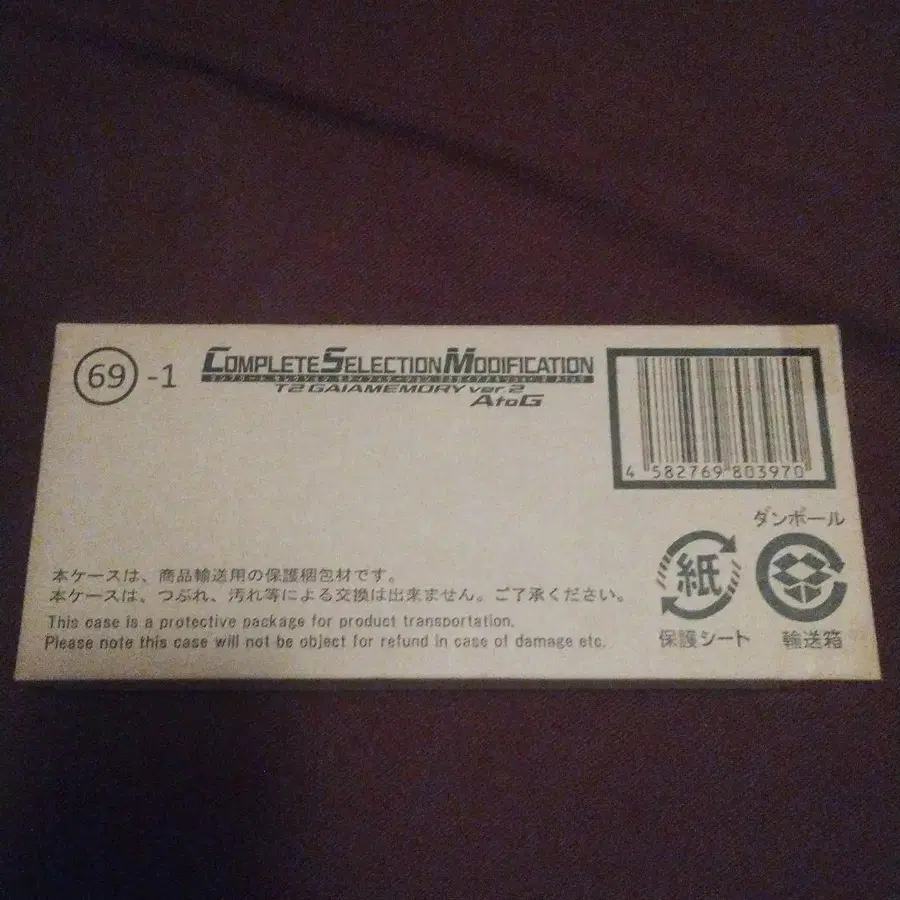 69 -1
COMPLETE SELECTION MODIFICATION
T2 GAIAMEMORY ver.2
AtoG
4 582769 803970
ダンボール
紙
保護シート
輸送箱
本ケースは、商品輸送用の保護梱包材です。
本ケースは、つぶれ、汚れ等による交換は出来ません。ご了承ください。
This case is a protective package for product transportation.
Please note this case will not be object for refund in case of damage etc.